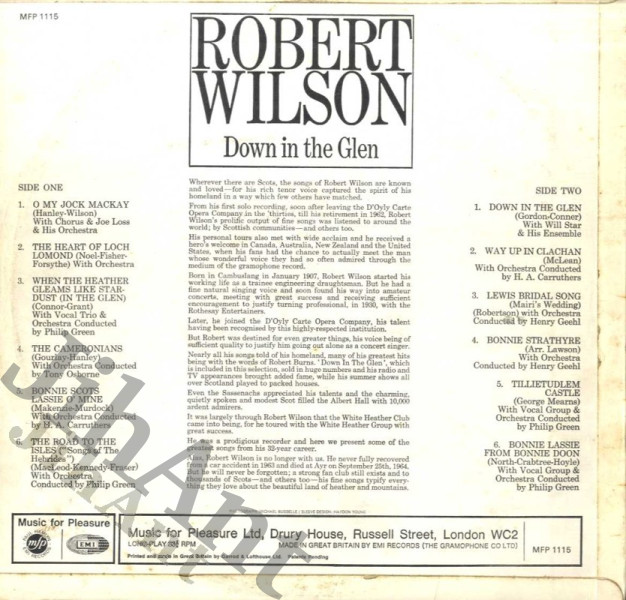 MFP 1115
ROBERT
WILSON
Down in the Glen
SIDE ONE
1. O MY JOCK MACKAY
(Hanley-Wilson)
With Chorus & Joe Loss
& His Orchestra
2. THE HEART OF LOCH
LOMOND (Noel-Fisher-
Forsythe) With Orchestra
3. WHEN THE HEATHER
GLEAMS LIKE STAR-
DUST (IN THE GLEN)
(Connor-Grant)
With Vocal Trio &
Orchestra Conducted
by Philip Green
4. THE CAMERONIANS
(Gourlay-Hanley)
With Orchestra
Conducted by
Tony Osborne
5. BONNIE SCOTS
LASSIE O' MINE
(Makenne-Murdock)
With Orchestra Conducted
by H. A. Carruthers
6. THE ROAD TO THE
ISLES ("Songs of The
Hebrides")
(MacLeod-Kennedy-Fraser)
With Orchestra
Conducted by Philip Green
Wherever there are Scots, the songs of Robert Wilson are known
and loved—for his rich tenor voice captured the spirit of his
homeland in a way which few others have matched.
From his first solo recording, soon after leaving the D'Oyly Carte
Opera Company in the 'thirties, till his retirement in 1962, Robert
Wilson's prolific output of fine songs was listened to around the
world; by Scottish communities—and others too.
His personal tours also met with wide acclaim and he received a
hero's welcome in Canada, Australia, New Zealand and the United
States, when his fans had the chance to actually meet the man
whose wonderful voice they had so often admired through the
medium of the gramophone record.
Born in Cambuslang in January 1907, Robert Wilson started his
working life as a trainee engineering draughtsman. But he had a
fine natural singing voice and soon found his way into amateur
concerts, meeting with great success and receiving sufficient
encouragement to justify turning professional, in 1930, with the
Rothesay Entertainers.
Later, he joined the D'Oyly Carte Opera Company, his talent
having been recognised by this highly-respected institution.
But Robert was destined for even greater things, his voice being of
sufficient quality to justify him going out alone as a concert singer.
Nearly all his songs told of his homeland, many of his greatest hits
being with the words of Robert Burns. 'Down In The Glen', which
is included in this selection, sold in huge numbers and his radio and
TV appearances brought added fame, while his summer shows all
over Scotland played to packed houses.
Even the Sassenachs appreciated his talents and the charming,
quietly spoken and modest Scot filled the Albert Hall with 10,000
ardent admirers.
It was largely through Robert Wilson that the White Heather Club
came into being, for he toured with the White Heather Group with
great success.
He was a prodigious recorder and here we present some of the
greatest songs from his 32-year career.
Alas, Robert Wilson is no longer with us. He never fully recovered
from a car accident in 1963 and died at Ayr on September 25th, 1964.
But he will never be forgotten; a strong fan club still exists and to
thousands of Scots—and others too—his fine songs typify every-
thing they love about the beautiful land of heather and mountains.
SIDE TWO
1. DOWN IN THE GLEN
(Gordon-Conner)
With Will Star
& His Ensemble
2. WAY UP IN CLACHAN
(McLean)
With Orchestra Conducted
by H. A. Carruthers
3. LEWIS BRIDAL SONG
(Mairi's Wedding)
(Robertson) with Orchestra
Conducted by Henry Geehl
4. BONNIE STRATHYRE
(Arr. Lawson)
With Orchestra
Conducted by Henry Geehl
5. TILLIETUDLEM
CASTLE
(George Mearns)
With Vocal Group &
Orchestra Conducted by
Philip Green
6. BONNIE LASSIE
FROM BONNIE DOON
(North-Crabtree-Hoyle)
With Vocal Group &
Orchestra Conducted by
Philip Green
SLEEVE DESIGN:
Music for Pleasure
mfp
EMI
Music for Pleasure Ltd, Drury House, Russell Street, London WC2
LONG-PLAY 33⅓ RPM MADE IN GREAT BRITAIN BY EMI RECORDS (THE GRAMOPHONE CO LTD)
Printed and made in Great Britain by Garrod & Lofthouse Ltd. Patents Pending
MFP 1115